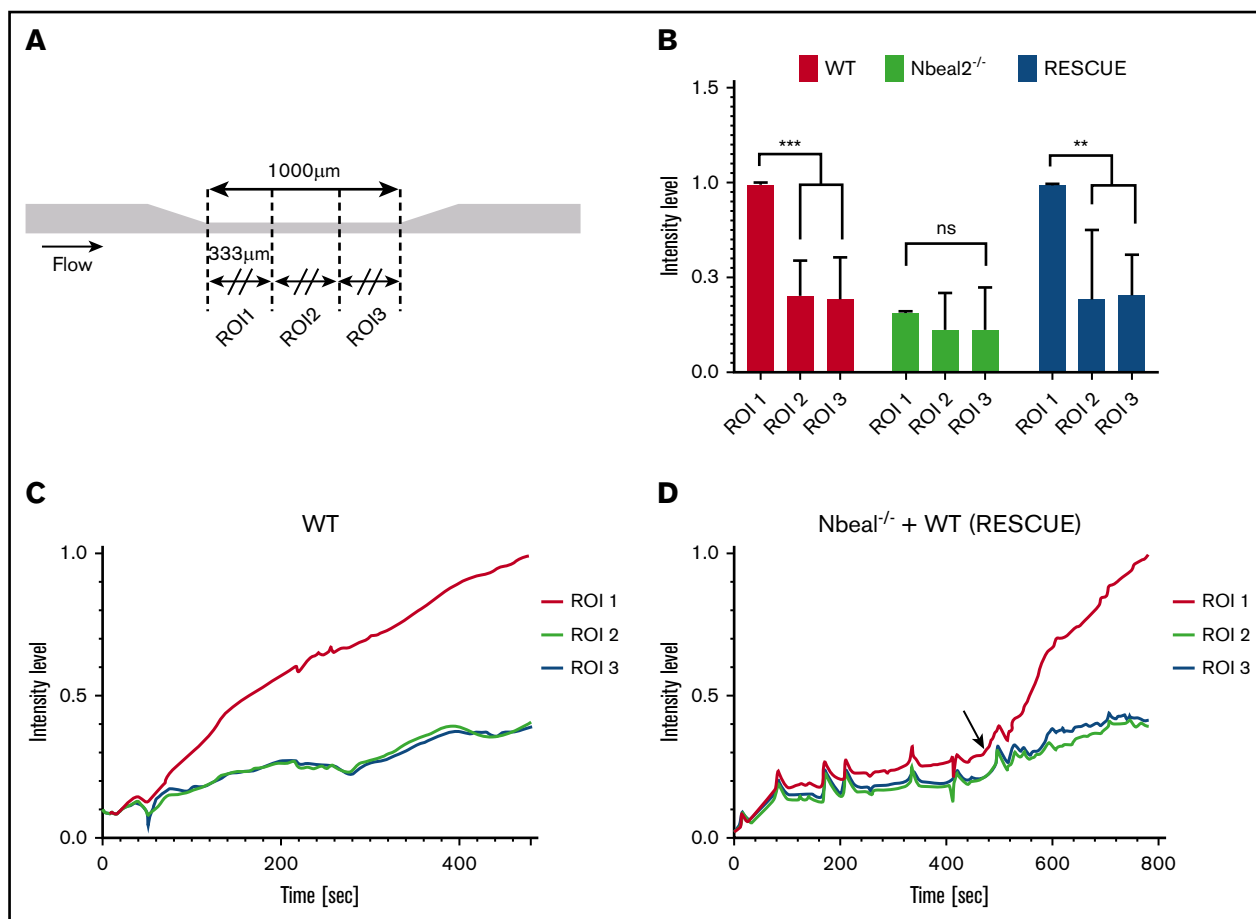 A
1000µm
333µm
Flow
ROI1
ROI2
ROI3
B
WT
Nbeal2-/-
RESCUE
Intensity level
1.5
1.0
0.3
0.0
***
ns
**
ROI 1
ROI 2
ROI 3
ROI 1
ROI 2
ROI 3
ROI 1
ROI 2
ROI 3
C
WT
Intensity level
1.0
0.5
0.0
0
200
400
Time [sec]
ROI 1
ROI 2
ROI 3
D
Nbeal-/- + WT (RESCUE)
Intensity level
1.0
0.5
0.0
0
200
400
600
800
Time [sec]
ROI 1
ROI 2
ROI 3